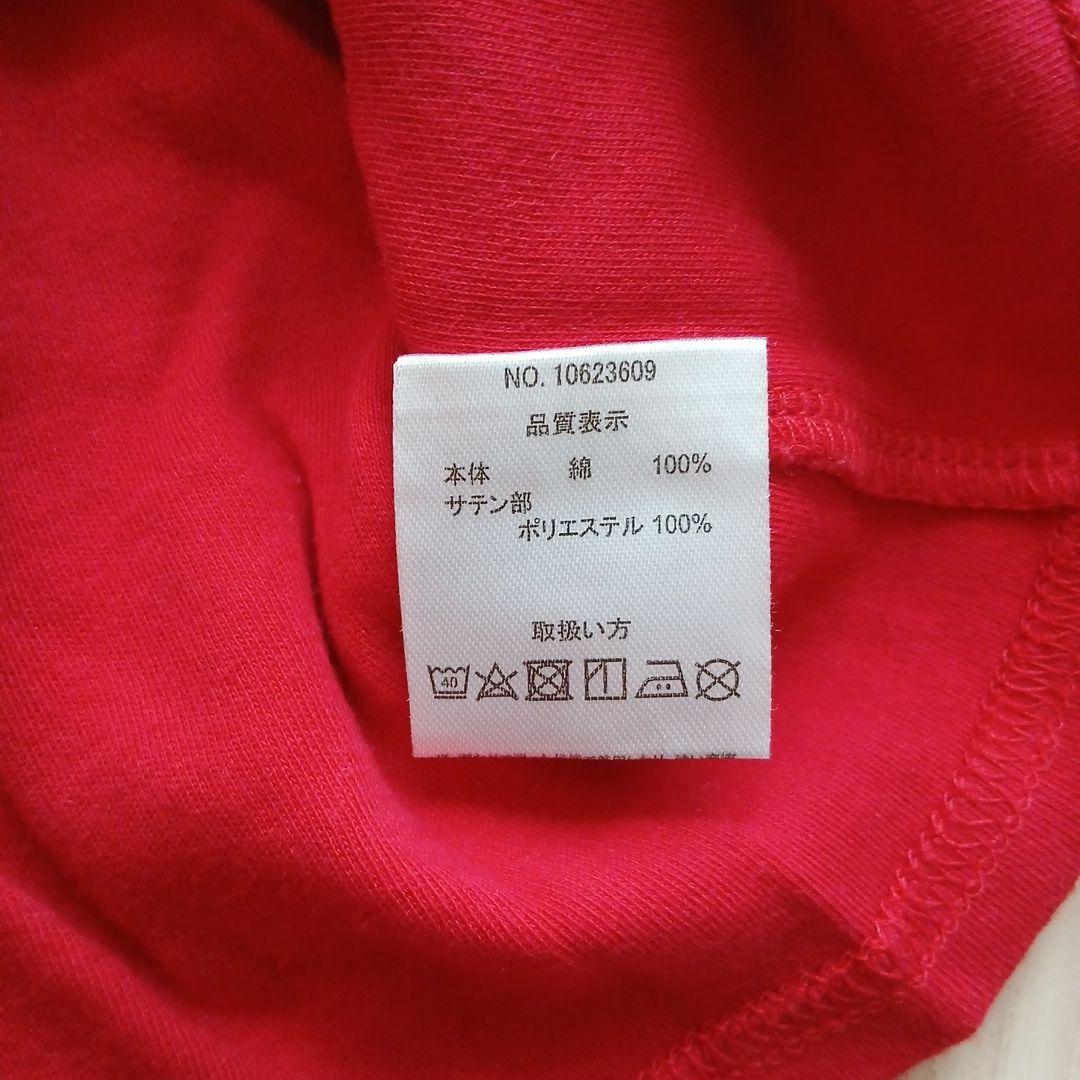 NO. 10623609
品質表示
本体 綿 100%
サテン部
ポリエステル 100%
取扱い方
40